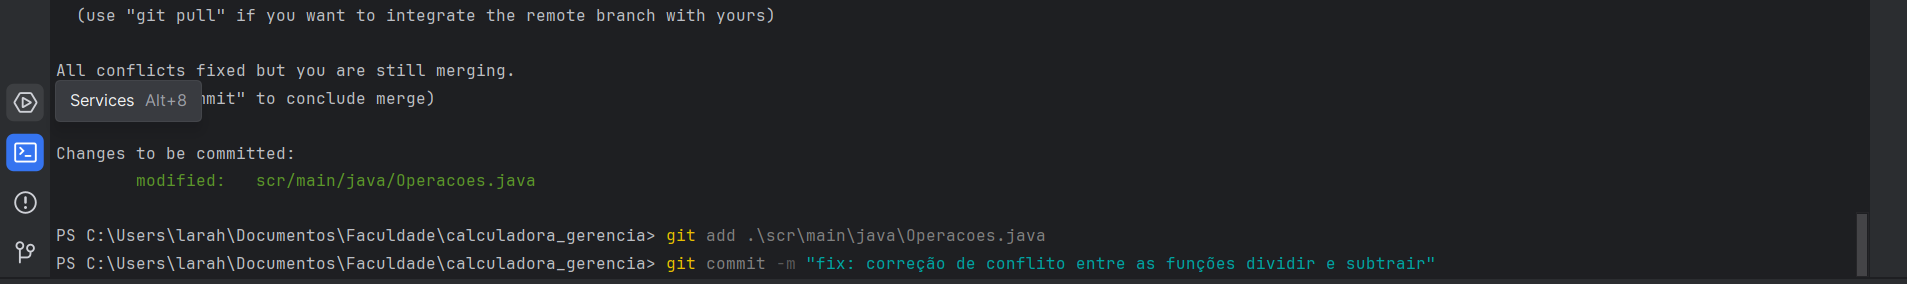 (use "git pull" if you want to integrate the remote branch with yours)
All conflicts fixed but you are still merging.
Services Alt+8
mmit" to conclude merge)
Changes to be committed:
modified: scr/main/java/Operacoes.java
PS C:\Users\larah\Documentos\Faculdade\calculadora_gerencia> git add .\scr\main\java\Operacoes.java
PS C:\Users\larah\Documentos\Faculdade\calculadora_gerencia> git commit -m "fix: correção de conflito entre as funções dividir e subtrair"